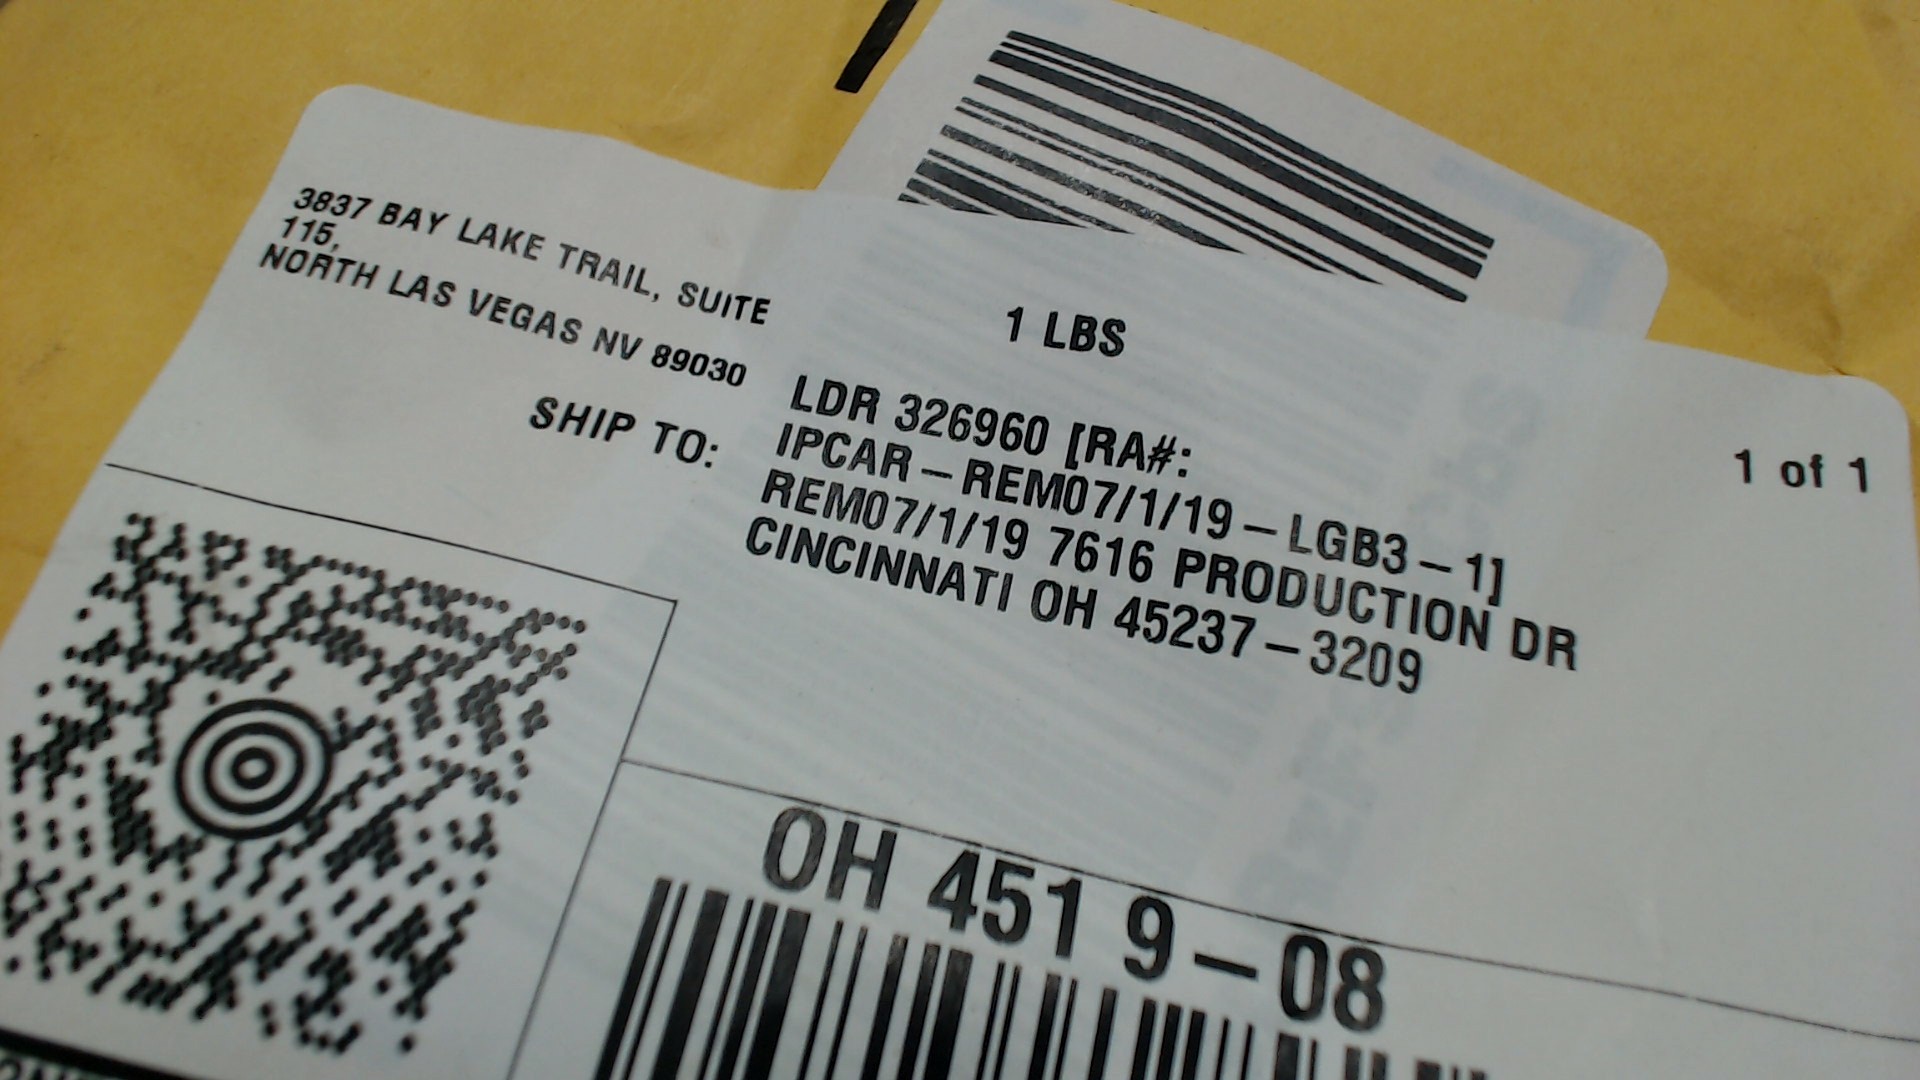 3837 BAY LAKE TRAIL, SUITE
115,
NORTH LAS VEGAS NV 89030
1 LBS
1 of 1
SHIP TO:
LDR 326960 [RA#:
IPCAR-REM07/1/19-LGB3-1]
REM07/1/19 7616 PRODUCTION DR
CINCINNATI OH 45237-3209
OH 451 9-08